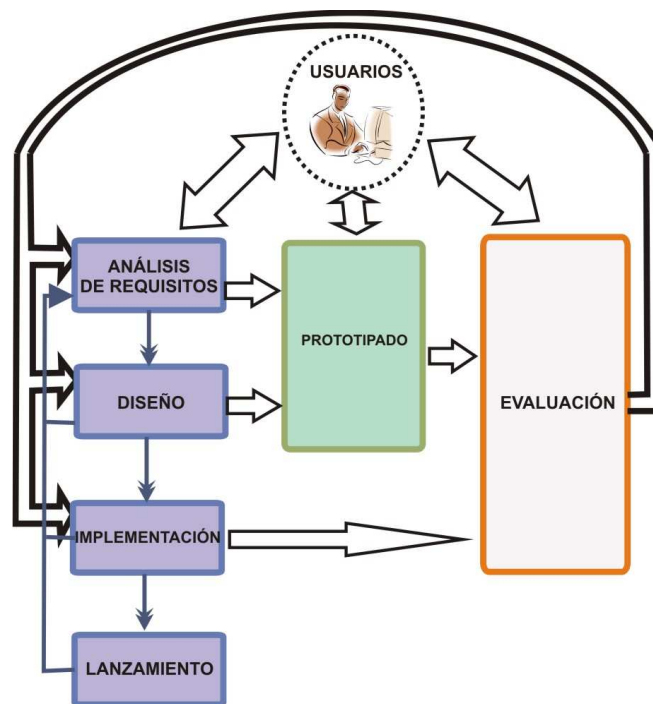 USUARIOS
ANÁLISIS
DE REQUISITOS
PROTOTIPADO
DISEÑO
EVALUACIÓN
IMPLEMENTACIÓN
LANZAMIENTO